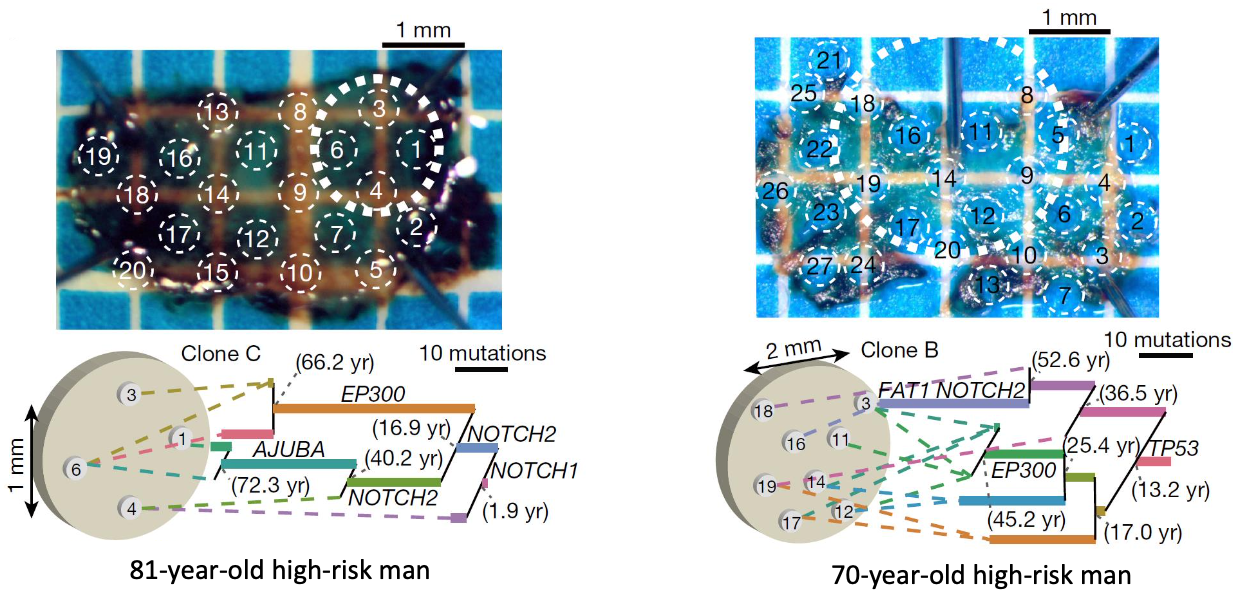 1 mm
13
8
3
19
16
11
6
1
18
14
9
4
17
12
7
2
20
15
10
5
Clone C
10 mutations
(66.2 yr)
EP300
(16.9 yr)
NOTCH2
AJUBA
(40.2 yr)
NOTCH1
(72.3 yr)
NOTCH2
(1.9 yr)
1 mm
3
1
6
4
81-year-old high-risk man
1 mm
21
25
18
8
22
16
11
5
1
26
19
14
9
4
23
17
12
6
2
20
27
24
10
3
13
7
2 mm
Clone B
10 mutations
(52.6 yr)
FAT1 NOTCH2
(36.5 yr)
(25.4 yr)
TP53
EP300
(13.2 yr)
(45.2 yr)
(17.0 yr)
18
3
16
11
19
14
17
12
70-year-old high-risk man